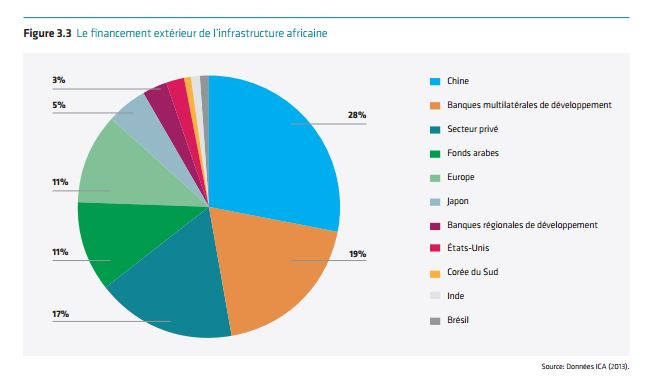 Figure 3.3 Le financement extérieur de l'infrastructure africaine
3%
5%
28%
11%
11%
19%
17%
Chine
Banques multilatérales de développement
Secteur privé
Fonds arabes
Europe
Japon
Banques régionales de développement
États-Unis
Corée du Sud
Inde
Brésil
Source: Données ICA (2013).